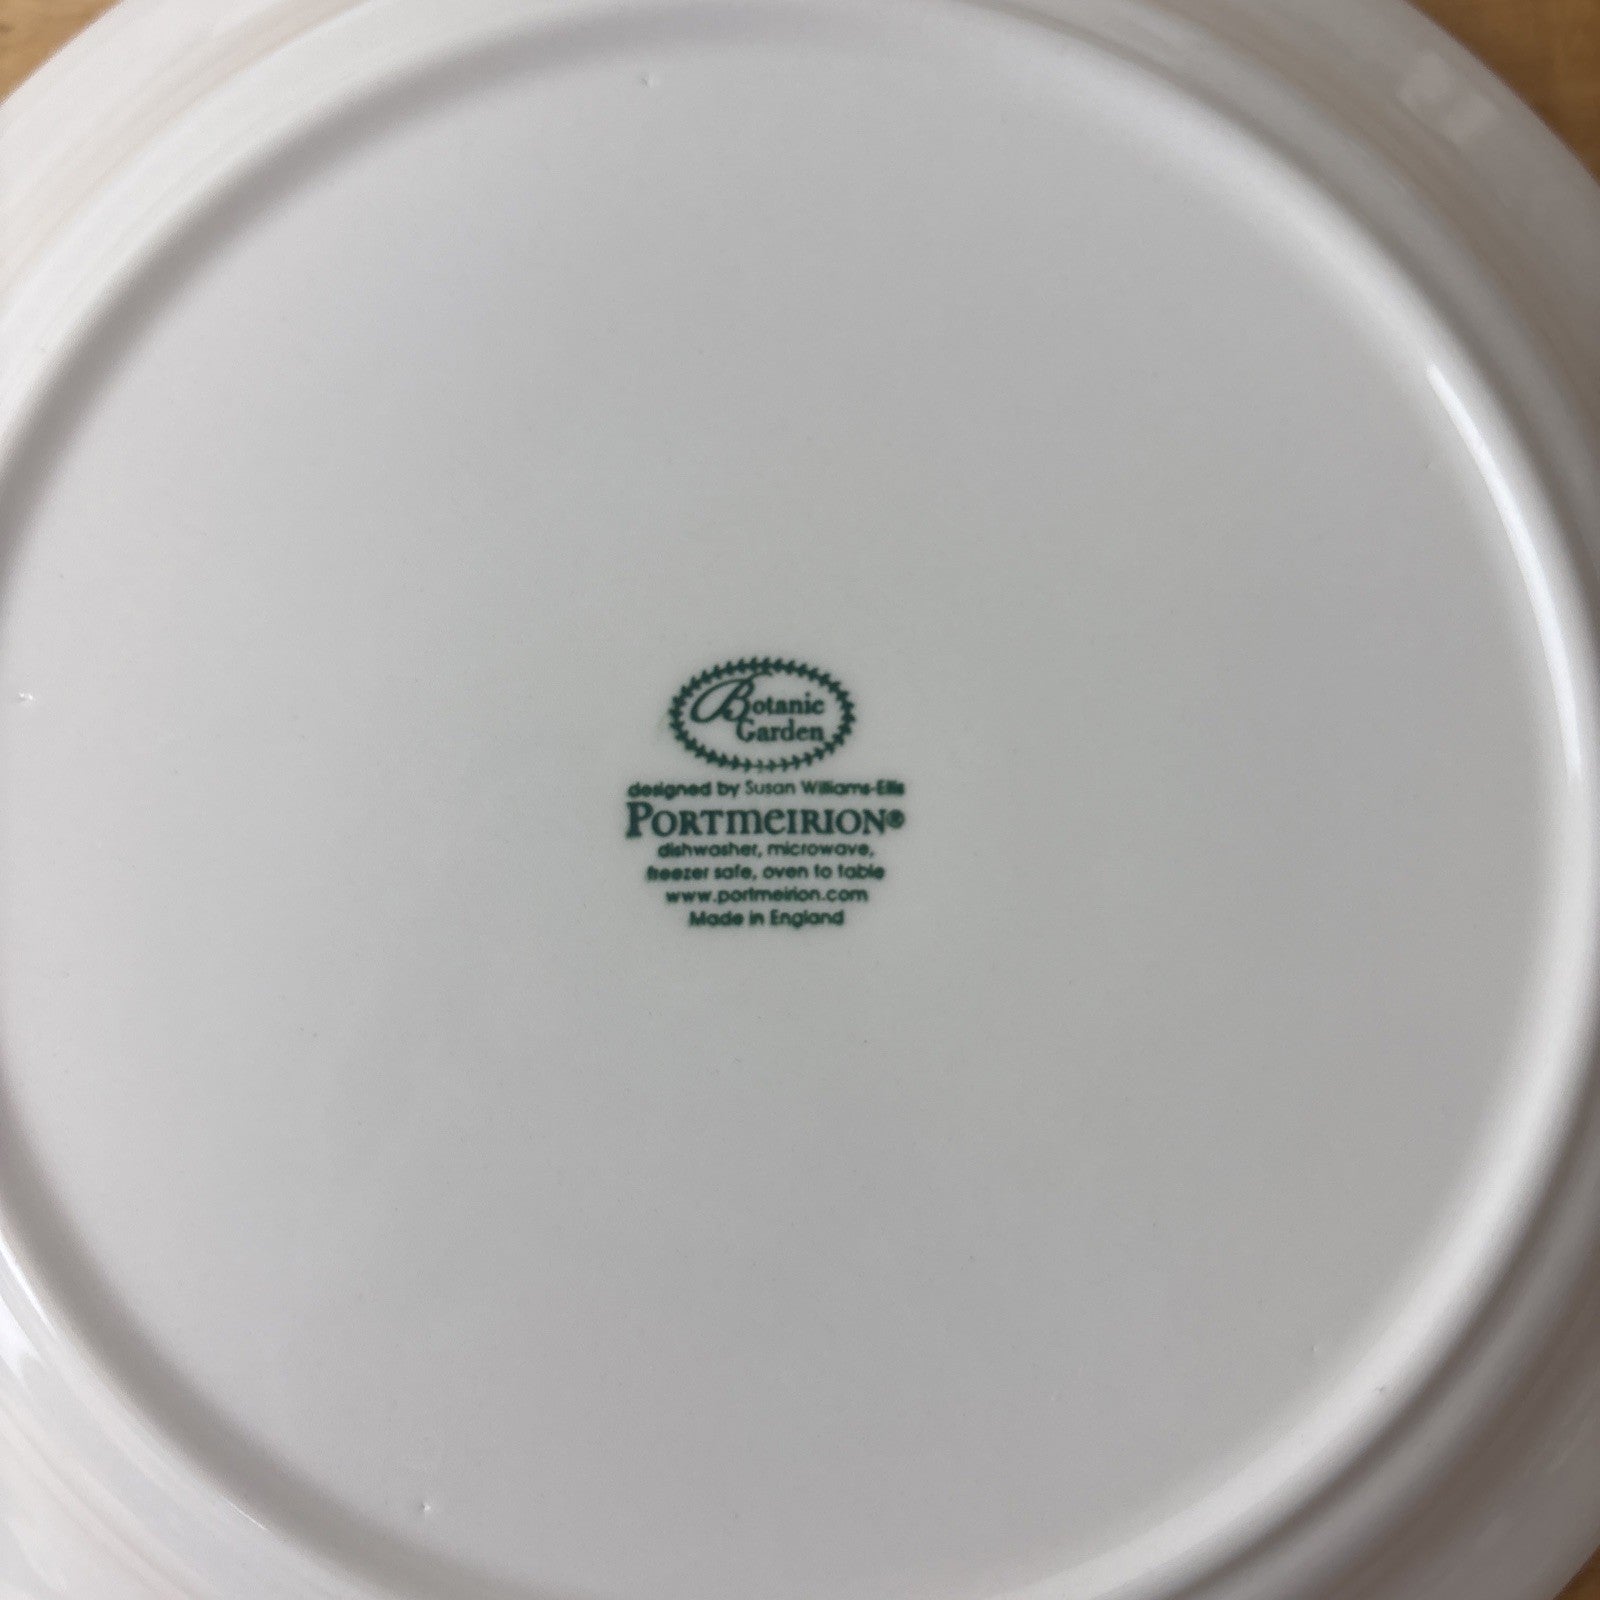 Botanic
Garden
designed by Susan Williams-Ellis
PORTMEIRION®
dishwasher, microwave,
freezer safe, oven to table
www.portmeirion.com
Made in England